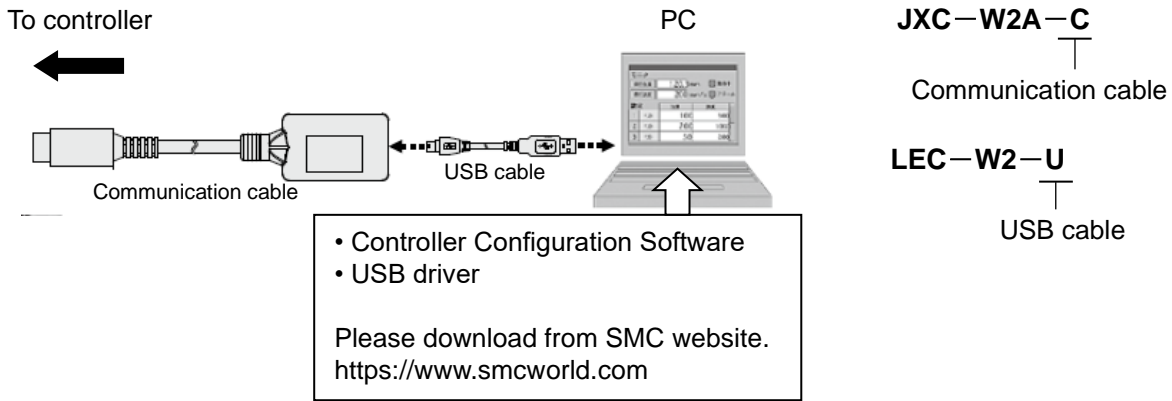 To controller
PC
JXC－W2A－C
Communication cable
LEC－W2－U
USB cable
Communication cable
USB cable
• Controller Configuration Software
• USB driver
Please download from SMC website.
https://www.smcworld.com